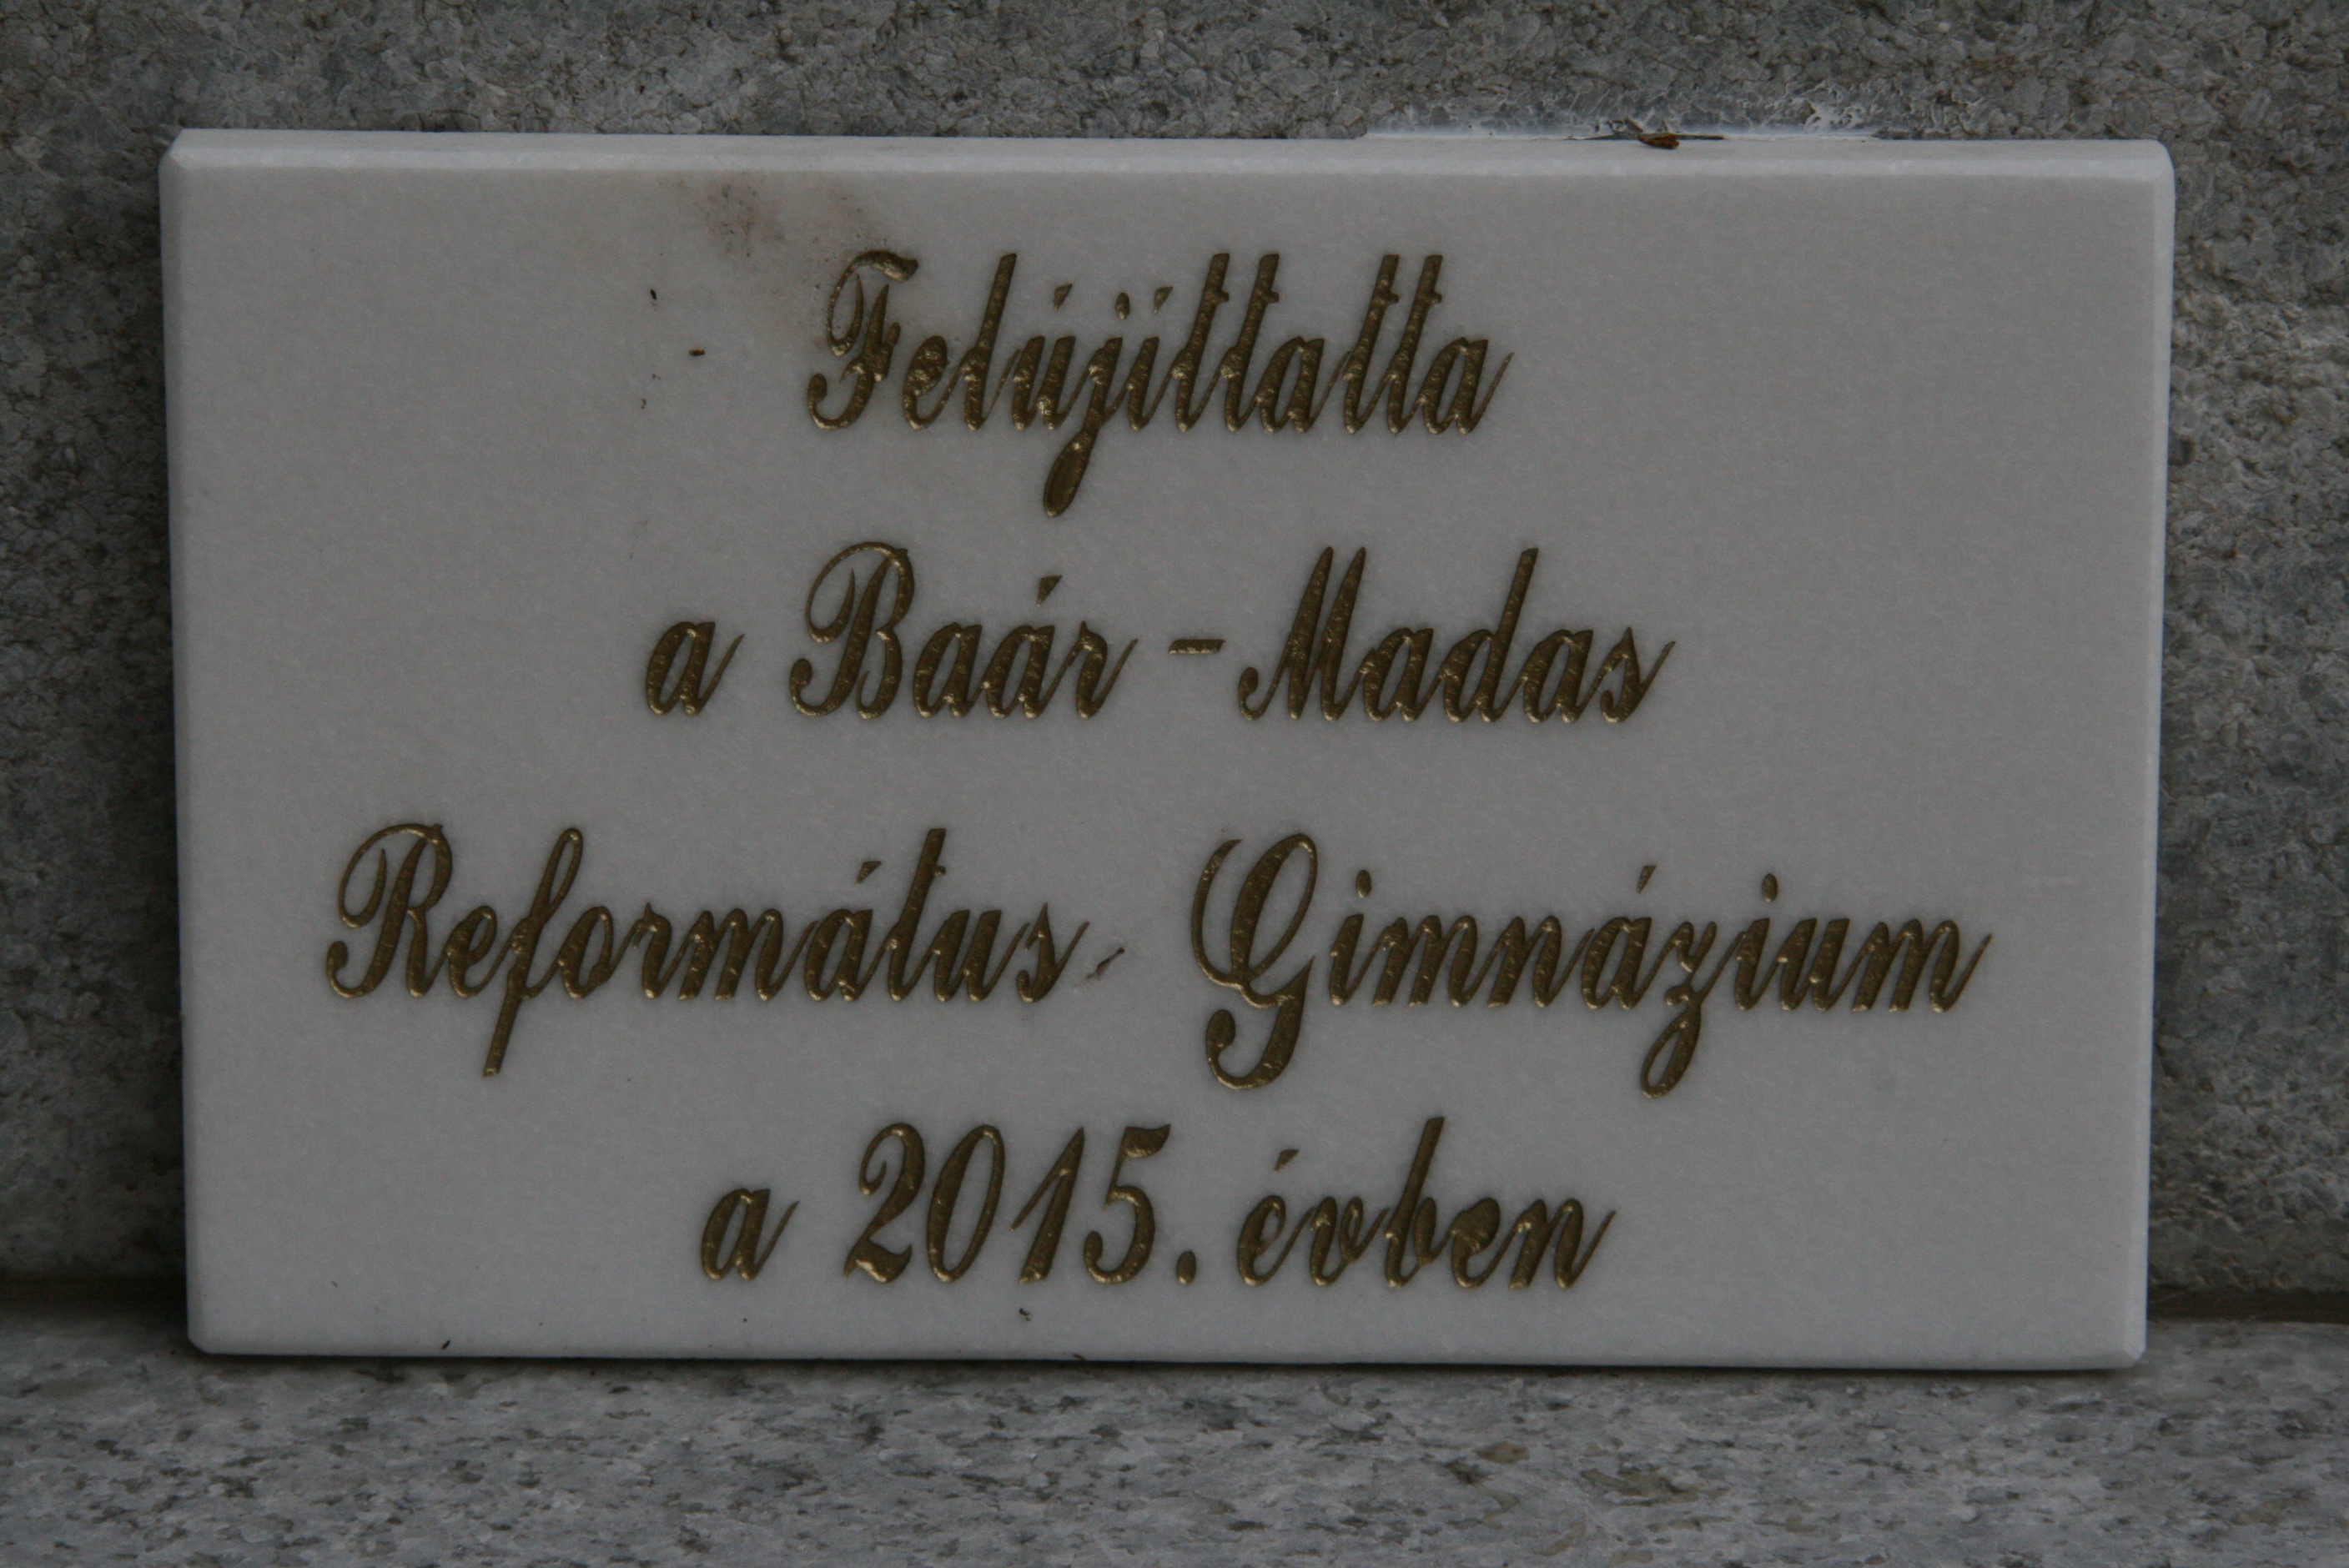 Felújíttatta
a Baár - Madas
Református Gimnázium
a 2015. évben